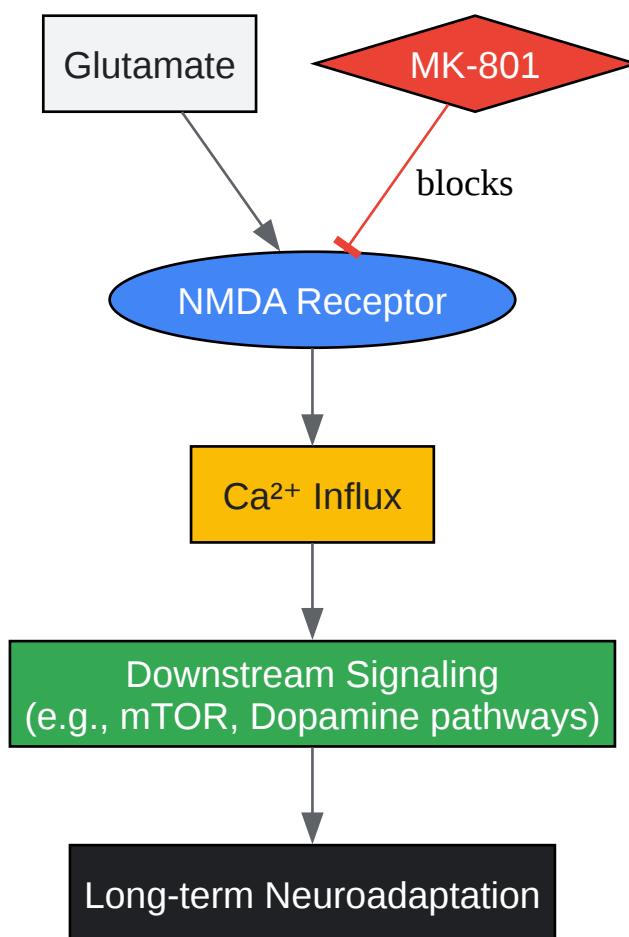 Glutamate
MK-801
blocks
NMDA Receptor
Ca²⁺ Influx
Downstream Signaling
(e.g., mTOR, Dopamine pathways)
Long-term Neuroadaptation